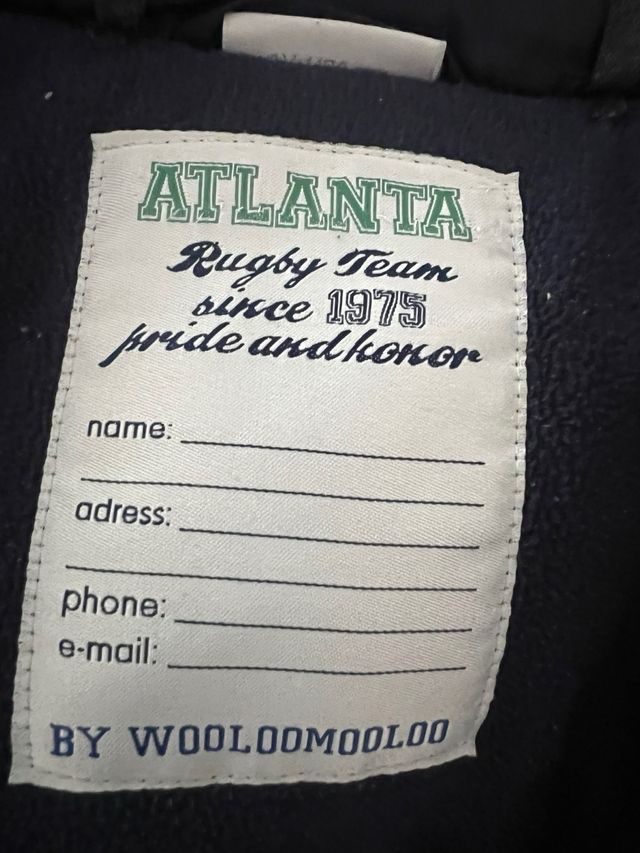 ATLANTA
Rugby Team
since 1975
pride and honor
name:
adress:
phone:
e-mail:
BY WOOLOOMOOLOO